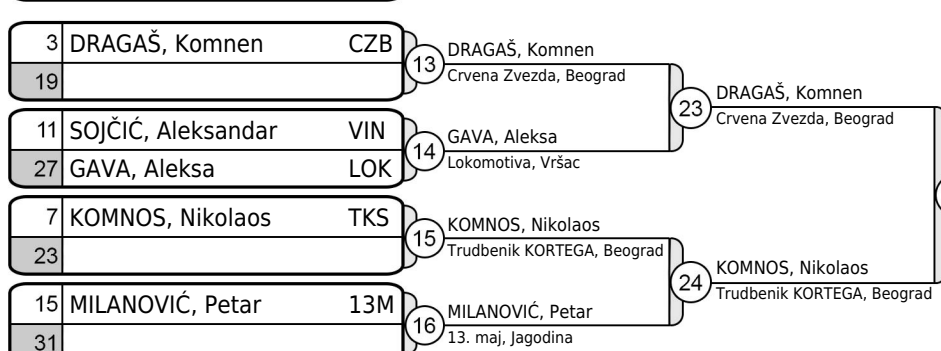 3 DRAGAŠ, Komnen CZB
19
13
DRAGAŠ, Komnen
Crvena Zvezda, Beograd
11 SOJČIĆ, Aleksandar VIN
27 GAVA, Aleksa LOK
14
GAVA, Aleksa
Lokomotiva, Vršac
23
DRAGAŠ, Komnen
Crvena Zvezda, Beograd
7 KOMNOS, Nikolaos TKS
23
15
KOMNOS, Nikolaos
Trudbenik KORTEGA, Beograd
15 MILANOVIĆ, Petar 13M
31
16
MILANOVIĆ, Petar
13. maj, Jagodina
24
KOMNOS, Nikolaos
Trudbenik KORTEGA, Beograd